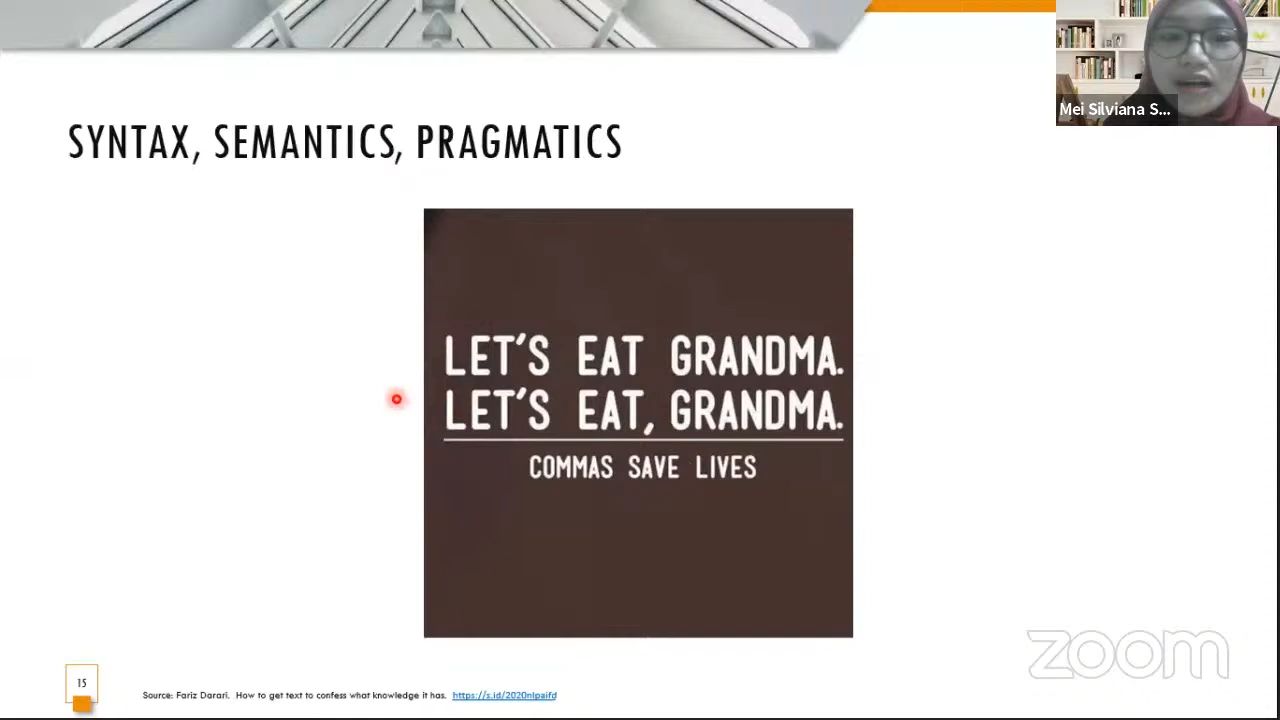 Mei Silviana S...
SYNTAX, SEMANTICS, PRAGMATICS
LET'S EAT GRANDMA.
LET'S EAT, GRANDMA.
COMMAS SAVE LIVES
zoom
15
Source: Fariz Darari. How to get text to confess what knowledge it has. https://s.id/2020nlpaifd